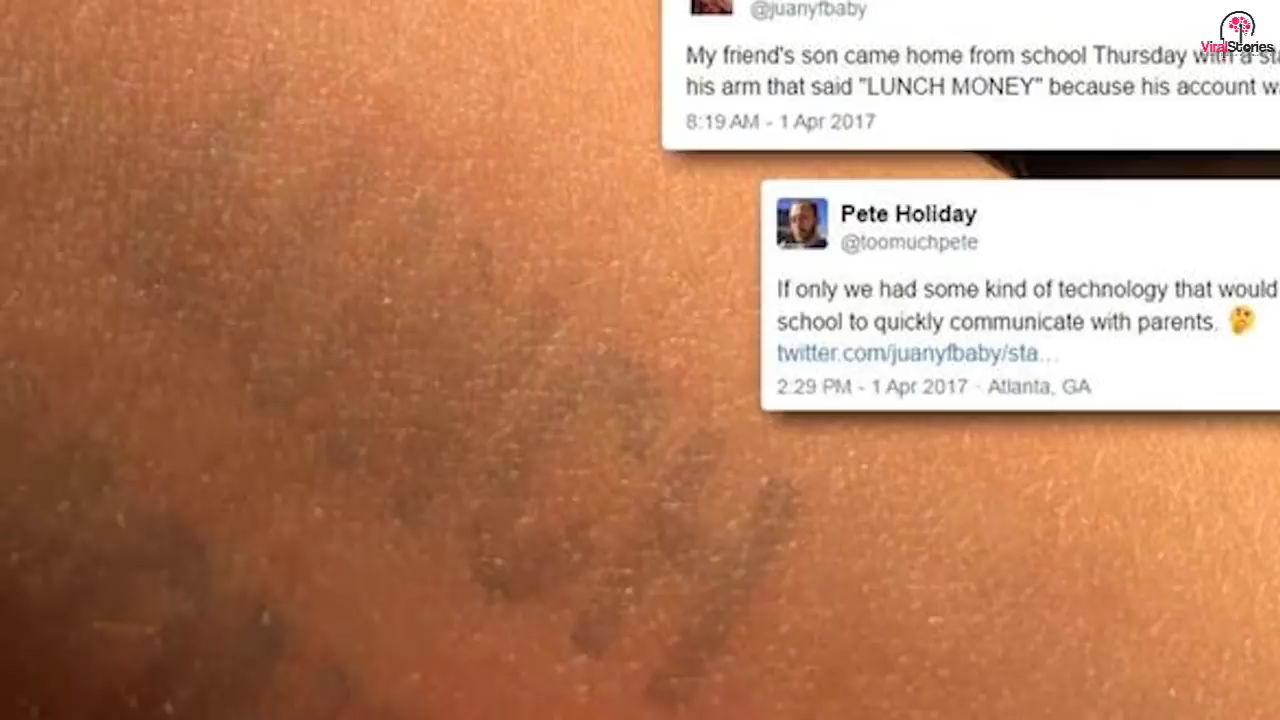 @juanyfbaby
ViralStories
My friend's son came home from school Thursday with a
his arm that said "LUNCH MONEY" because his account
8:19 AM - 1 Apr 2017
Pete Holiday
@toomuchpete
If only we had some kind of technology that would
school to quickly communicate with parents. 🤔
twitter.com/juanyfbaby/sta…
2:29 PM - 1 Apr 2017 · Atlanta, GA